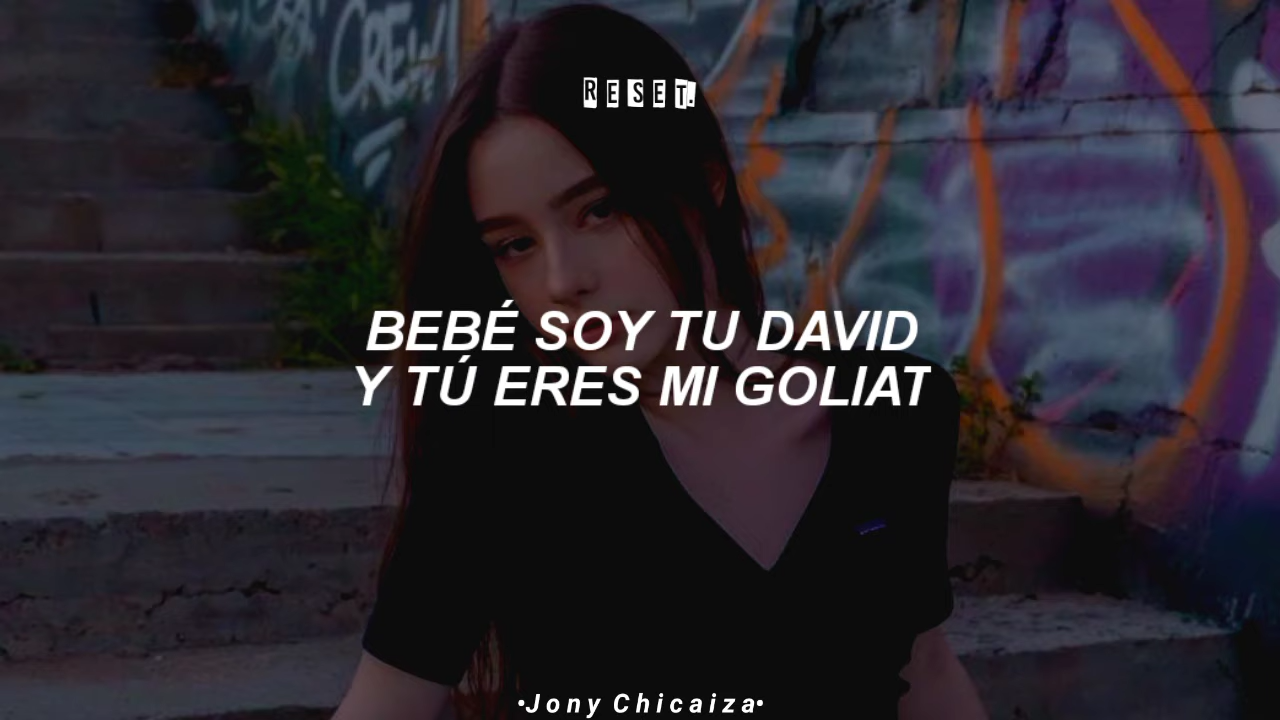 CREW
RESET.
BEBÉ SOY TU DAVID
Y TÚ ERES MI GOLIAT
•Jony Chicaiza•